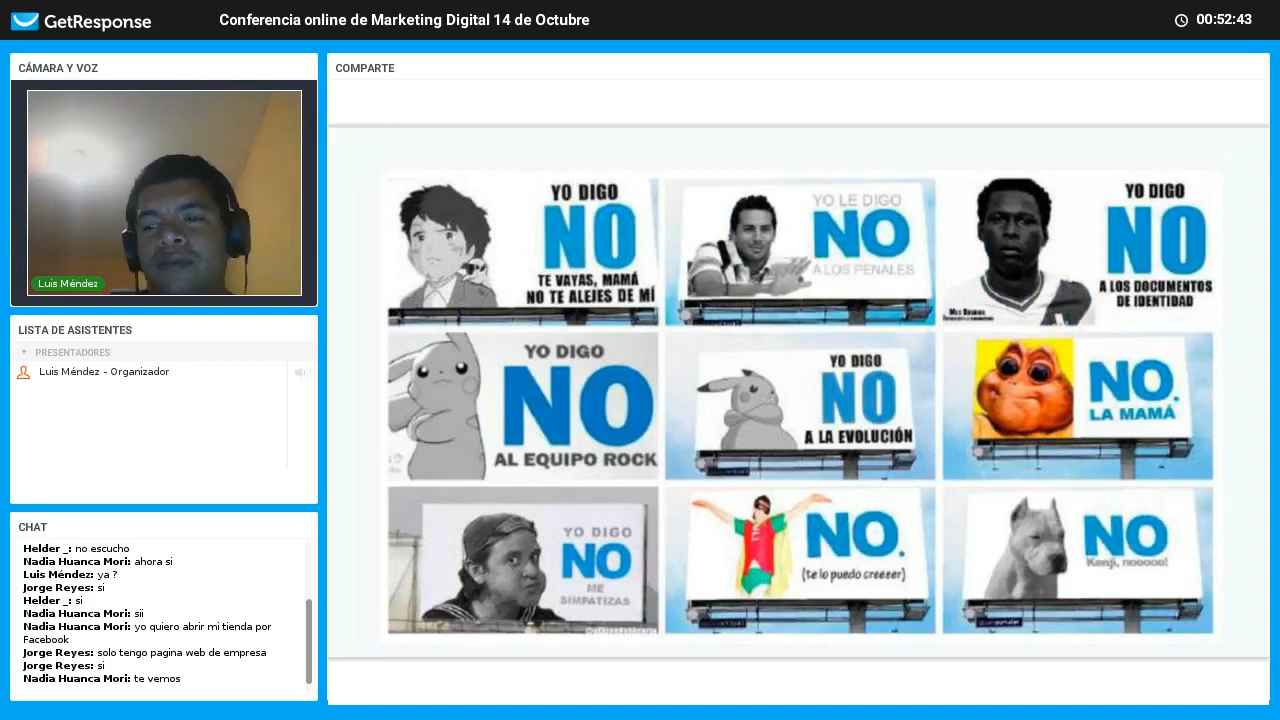 GetResponse
Conferencia online de Marketing Digital 14 de Octubre
00:52:43
CÁMARA Y VOZ
Luis Méndez
LISTA DE ASISTENTES
PRESENTADORES
Luis Méndez - Organizador
CHAT
Helder _: no escucho
Nadia Huanca Mori: ahora si
Luis Méndez: ya ?
Jorge Reyes: si
Helder _: si
Nadia Huanca Mori: sii
Nadia Huanca Mori: yo quiero abrir mi tienda por
Facebook
Jorge Reyes: solo tengo pagina web de empresa
Jorge Reyes: si
Nadia Huanca Mori: te vemos
COMPARTE
YO DIGO
NO
TE VAYAS, MAMÁ
NO TE ALEJES DE MÍ
YO LE DIGO
NO
A LOS PENALES
YO DIGO
NO
A LOS DOCUMENTOS
DE IDENTIDAD
YO DIGO
NO
AL EQUIPO ROCK
YO DIGO
NO
A LA EVOLUCIÓN
NO.
LA MAMÁ
YO DIGO
NO
ME
SIMPATIZAS
NO.
(te lo puedo creeeer)
NO
Kenji, nooooo!